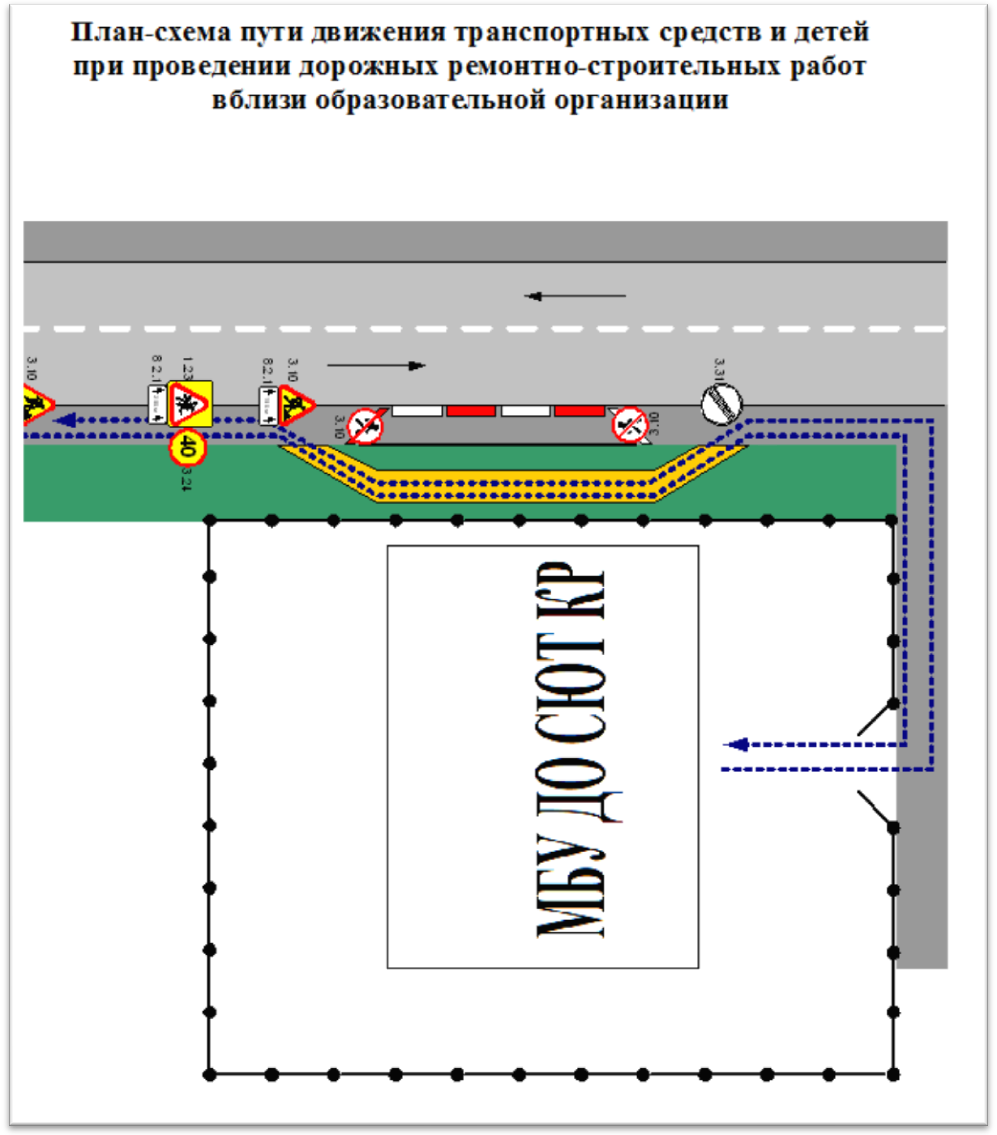 План-схема пути движения транспортных средств и детей
при проведении дорожных ремонтно-строительных работ
вблизи образовательной организации
3.10
8.2.1
1.23
8.2.1
3.10
3.31
3.10
3.10
40
3.24
МБУ ДО СЮТ КР